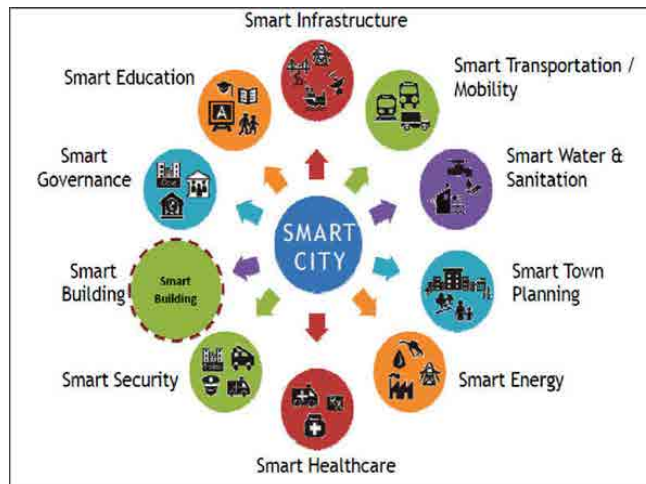 Smart Infrastructure
Smart Education
Smart Transportation /
Mobility
Smart
Governance
Smart Water &
Sanitation
SMART
CITY
Smart
Building
Smart
Building
Smart Town
Planning
Smart Security
Smart Energy
Smart Healthcare
A